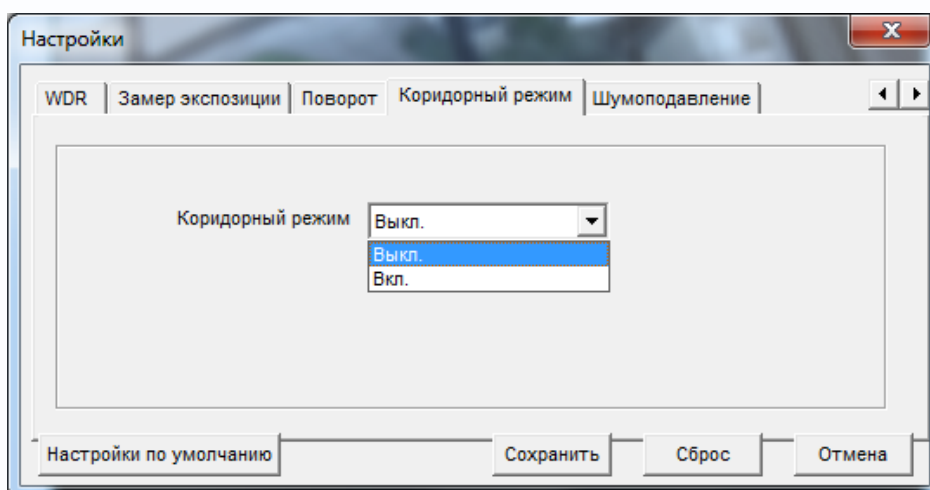 Настройки
WDR Замер экспозиции Поворот Коридорный режим Шумоподавление
Коридорный режим Выкл.
Выкл.
Вкл.
Настройки по умолчанию Сохранить Сброс Отмена